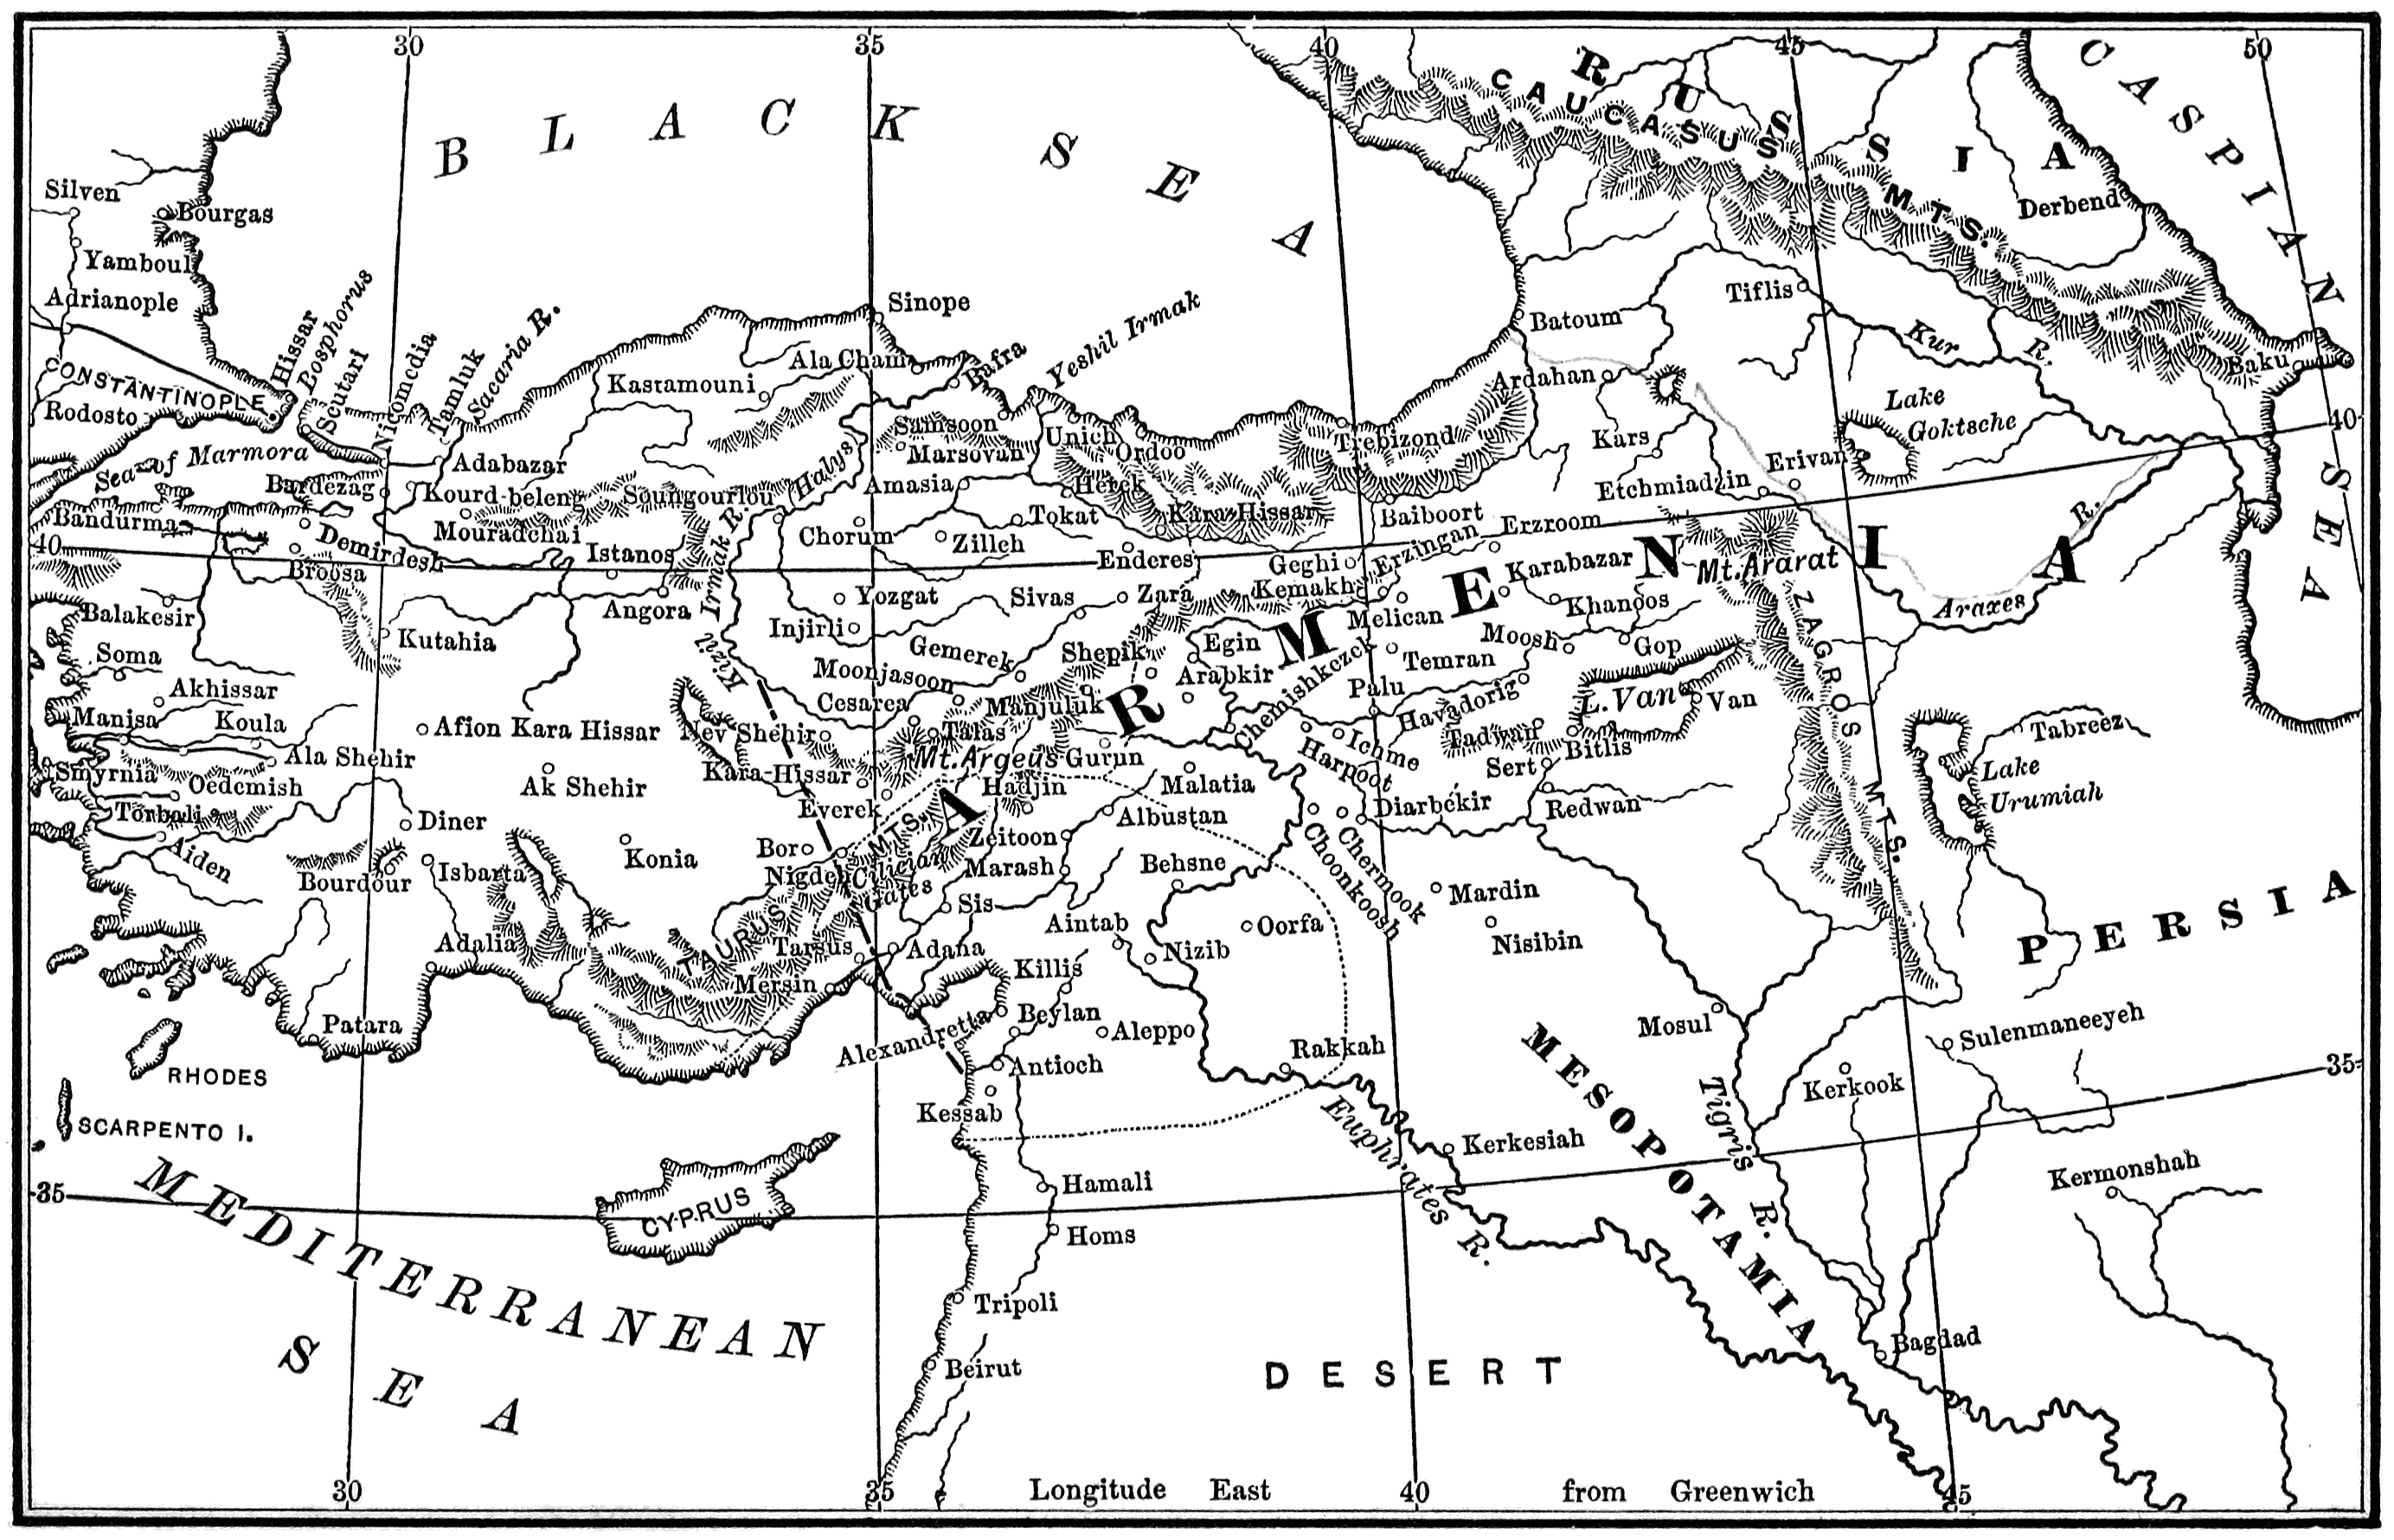 30
35
40
45
50
BLACK SEA
RUSSIA
CAUCASUS MTS.
CASPIAN SEA
Silven
Bourgas
Yamboul
Adrianople
Derbend
Hissar
Bosphorus
Scutari
Nicomedia
Tamluk
Sacaria R.
Sinope
Yeshil Irmak
Tiflis
Batoum
Kur R.
Baku
CONSTANTINOPLE
Rodosto
Kastamouni
Ala Cham
Bafra
Ardahan
Lake
Goktsche
40
Sea of Marmora
Adabazar
Samsoon
Marsovan
Unich
Ordoo
Trebizond
Kars
Erivan
Bardezag
Kourd-beleng
Soungourlou
(Halys)
Amasia
Herek
Etchmiadzin
Bandurma
Demirdesh
Mouradchai
Istanos
Kizil Irmak R.
Chorum
Tokat
Kara-Hissar
Baiboort
Erzroom
Araxes R.
40
Broosa
Zilleh
Enderes
Geghi
Erzingan
Karabazar
Mt. Ararat
ARMENIA
Balakesir
Angora
Yozgat
Sivas
Zara
Kemakh
Melican
Khanoos
Kutahia
Injirli
Gemerek
Shepik
Egin
Chemishkezek
Moosh
Gop
ZAGROS MTS.
Soma
Akhissar
Moonjasoon
Arabkir
Temran
Manisa
Koula
Afion Kara Hissar
Nev Shehir
Cesarea
Manjuluk
Palu
Havadorig
L. Van
Van
Tabreez
Smyrnia
Ala Shehir
Talas
Mt. Argeus
Gurun
Harpoot
Ichme
Tadwan
Bitlis
Lake
Urumiah
Oedemish
Ak Shehir
Kara-Hissar
Hadjin
Malatia
Sert
Torbali
Diner
Everek
Albustan
Diarbekir
Redwan
Aiden
Bourdour
Isbarta
Konia
Boro
Nigdeh
TAURUS MTS.
Cilician
Gates
Zeitoon
Marash
Behsne
Choonkoosh
Chermook
Mardin
PERSIA
Adalia
Tarsus
Adana
Sis
Aintab
Nizib
Oorfa
Nisibin
Mersin
Killis
Patara
Alexandretta
Beylan
Aleppo
Rakkah
MESOPOTAMIA
Mosul
Sulenmaneeyeh
RHODES
Antioch
Kerkook
35
SCARPENTO I.
Kessab
Euphrates R.
Kerkesiah
Tigris R.
Kermonshah
35
MEDITERRANEAN
SEA
CYPRUS
Hamali
Homs
Tripoli
Beirut
DESERT
Bagdad
30
35
Longitude East
40
from Greenwich
45